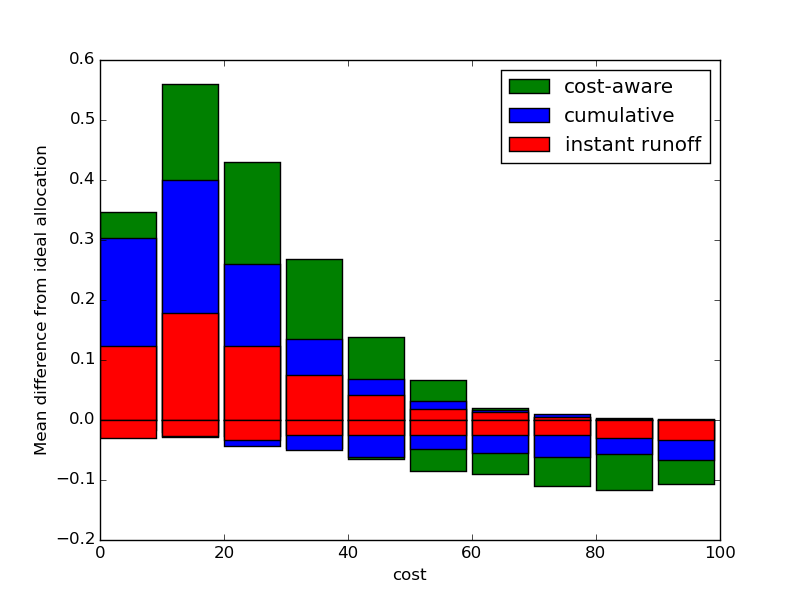 cost-aware
cumulative
instant runoff
Mean difference from ideal allocation
0.6
0.5
0.4
0.3
0.2
0.1
0.0
−0.1
−0.2
0 20 40 60 80 100
cost